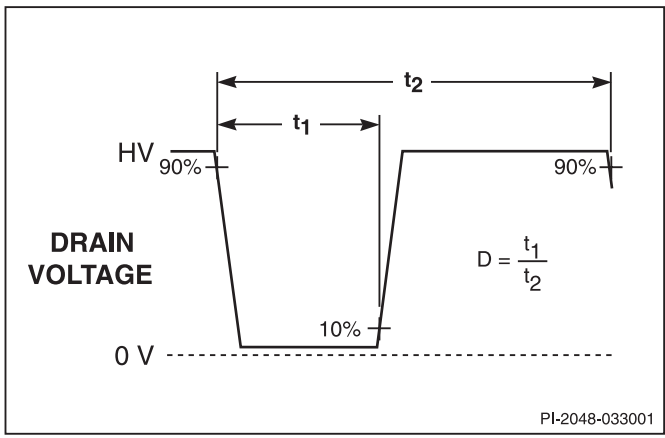 t2
t1
HV
90%
90%
DRAIN
VOLTAGE
D = t1/t2
10%
0 V
PI-2048-033001